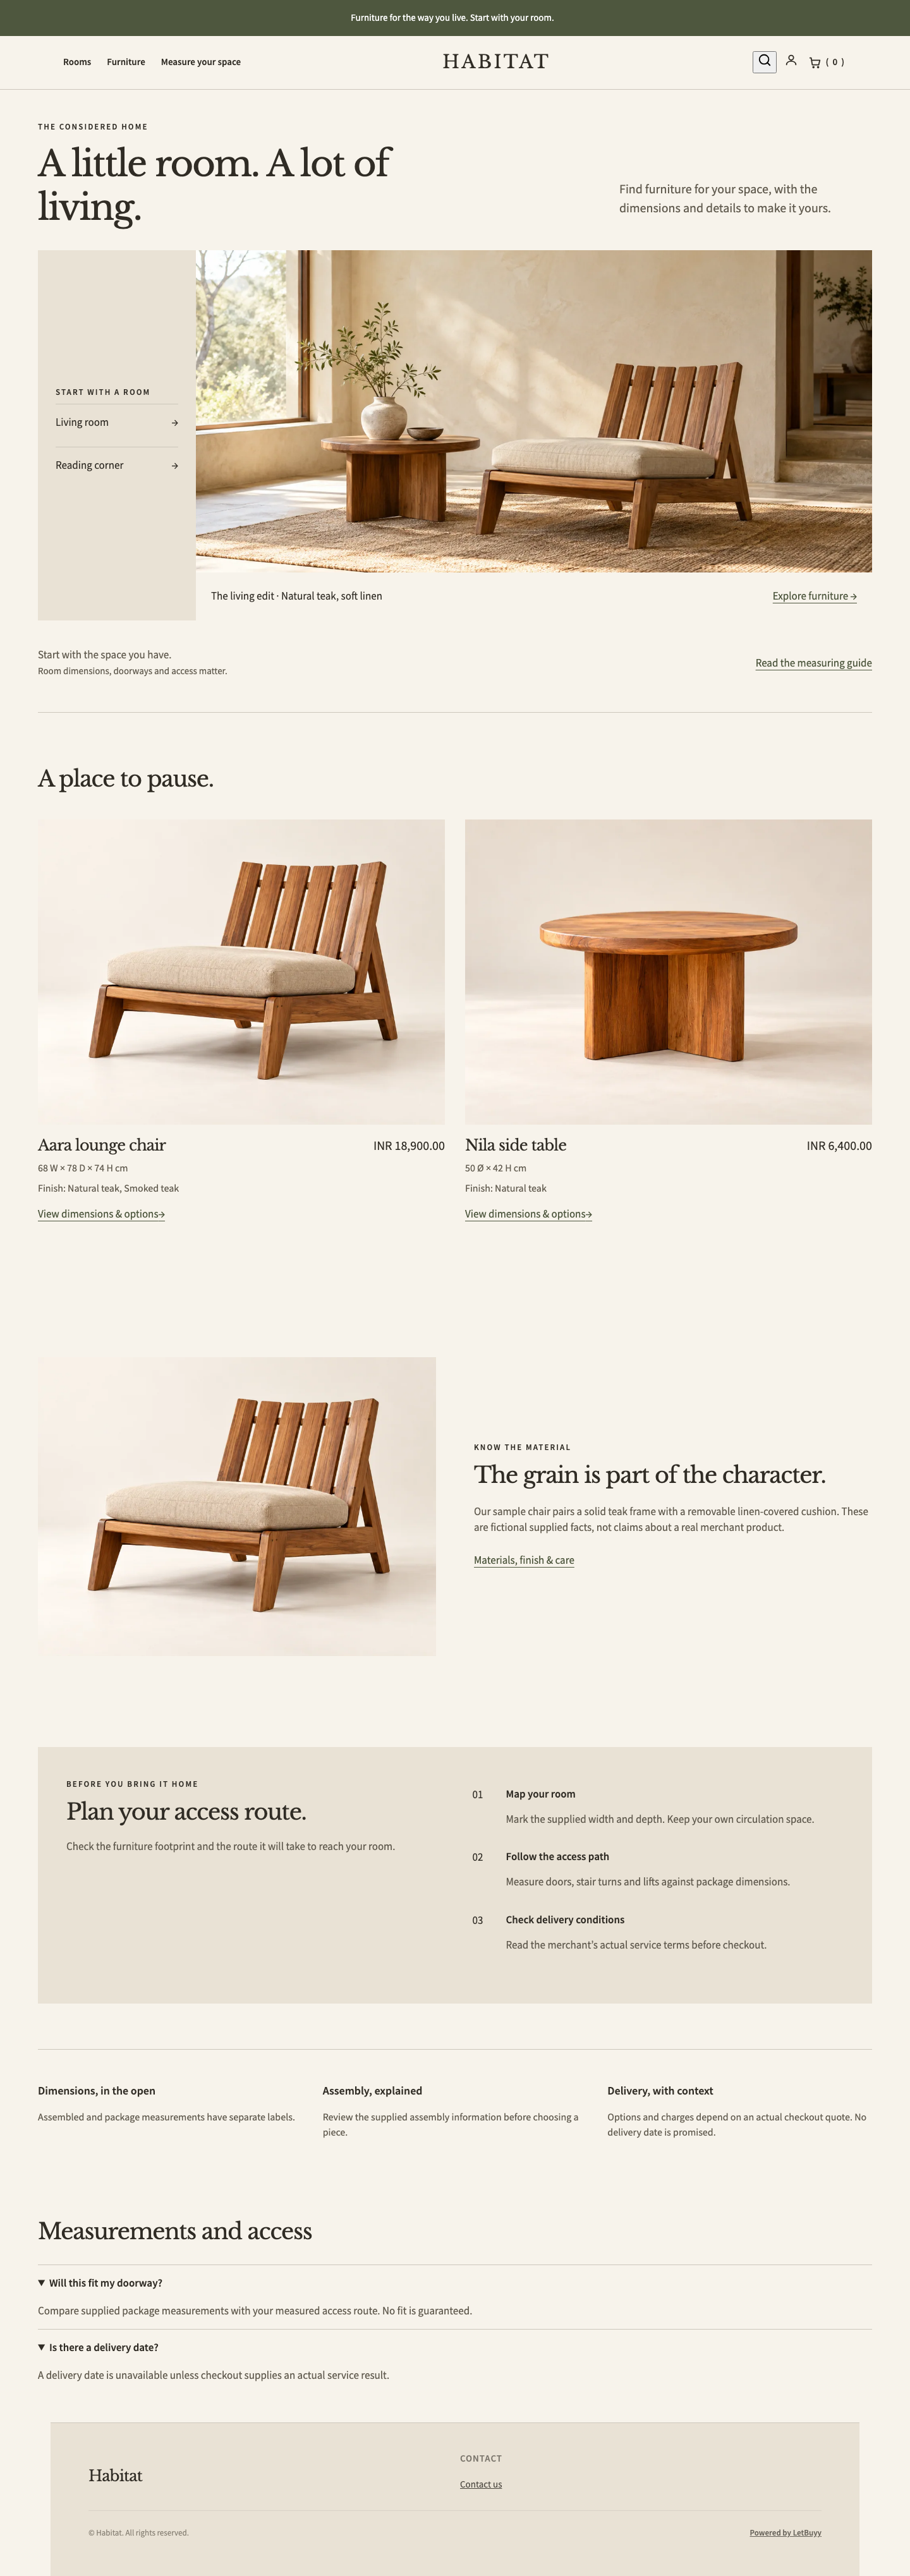 Furniture for the way you live. Start with your room.
Rooms Furniture Measure your space
HABITAT
( 0 )
THE CONSIDERED HOME
A little room. A lot of
living.
Find furniture for your space, with the
dimensions and details to make it yours.
START WITH A ROOM
Living room →
Reading corner →
The living edit · Natural teak, soft linen
Explore furniture →
Start with the space you have.
Room dimensions, doorways and access matter.
Read the measuring guide
A place to pause.
Aara lounge chair
INR 18,900.00
68 W × 78 D × 74 H cm
Finish: Natural teak, Smoked teak
View dimensions & options→
Nila side table
INR 6,400.00
50 Ø × 42 H cm
Finish: Natural teak
View dimensions & options→
KNOW THE MATERIAL
The grain is part of the character.
Our sample chair pairs a solid teak frame with a removable linen-covered cushion. These
are fictional supplied facts, not claims about a real merchant product.
Materials, finish & care
BEFORE YOU BRING IT HOME
Plan your access route.
Check the furniture footprint and the route it will take to reach your room.
01 Map your room
Mark the supplied width and depth. Keep your own circulation space.
02 Follow the access path
Measure doors, stair turns and lifts against package dimensions.
03 Check delivery conditions
Read the merchant's actual service terms before checkout.
Dimensions, in the open
Assembled and package measurements have separate labels.
Assembly, explained
Review the supplied assembly information before choosing a
piece.
Delivery, with context
Options and charges depend on an actual checkout quote. No
delivery date is promised.
Measurements and access
▼ Will this fit my doorway?
Compare supplied package measurements with your measured access route. No fit is guaranteed.
▼ Is there a delivery date?
A delivery date is unavailable unless checkout supplies an actual service result.
Habitat
CONTACT
Contact us
© Habitat. All rights reserved.
Powered by LetBuyy